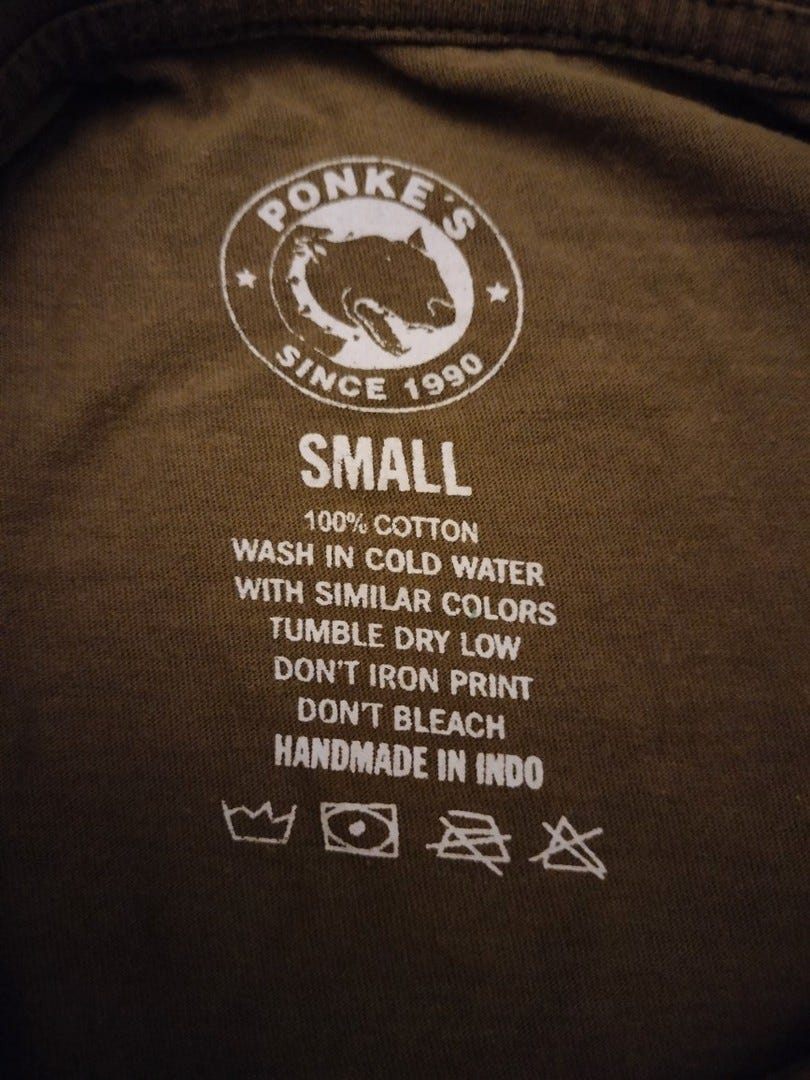 PONKE'S
SINCE 1990
SMALL
100% COTTON
WASH IN COLD WATER
WITH SIMILAR COLORS
TUMBLE DRY LOW
DON'T IRON PRINT
DON'T BLEACH
HANDMADE IN INDO